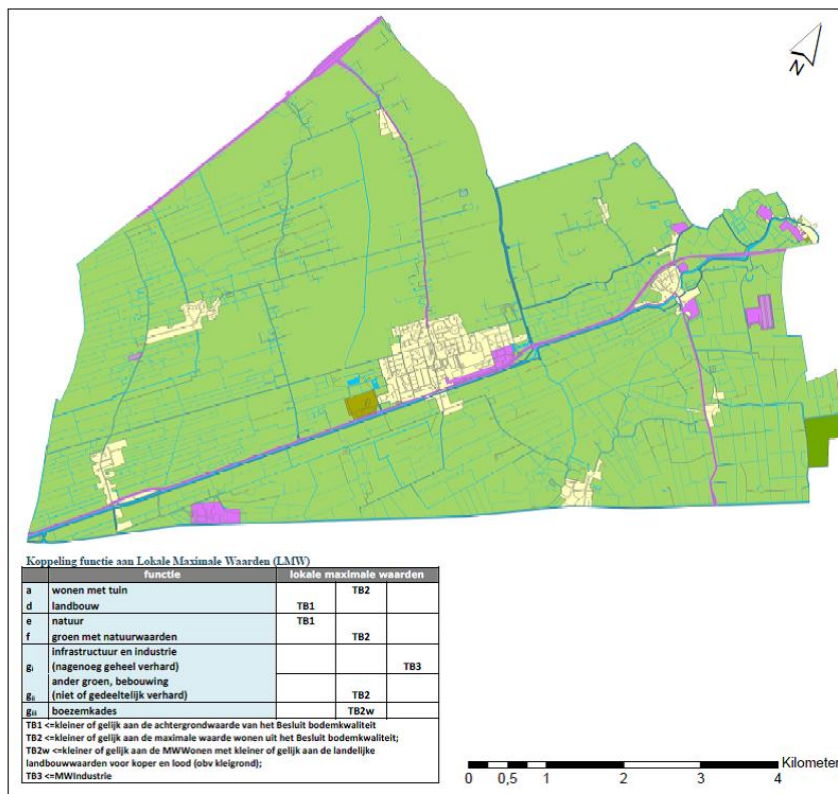 N
Koppeling functie aan Lokale Maximale Waarden (LMW)
functie lokale maximale waarden
a wonen met tuin TB2
d landbouw TB1
e natuur TB1
f groen met natuurwaarden TB2
infrastructuur en industrie
gi (nagenoeg geheel verhard) TB3
ander groen, bebouwing
gii (niet of gedeeltelijk verhard) TB2
giii boezemkades TB2w
TB1 <=kleiner of gelijk aan de achtergrondwaarde van het Besluit bodemkwaliteit
TB2 <=kleiner of gelijk aan de maximale waarde wonen uit het Besluit bodemkwaliteit;
TB2w <=kleiner of gelijk aan de MWWonen met kleiner of gelijk aan de landelijke
landbouwwaarden voor koper en lood (obv kleigrond);
TB3 <=MWIndustrie
Kilometer
0 0,5 1 2 3 4